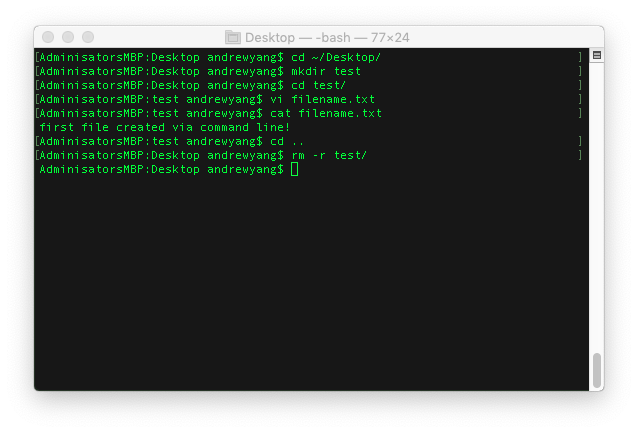 Desktop — -bash — 77×24
[AdminisatorsMBP:Desktop andrewyang$ cd ~/Desktop/ ]
[AdminisatorsMBP:Desktop andrewyang$ mkdir test ]
[AdminisatorsMBP:Desktop andrewyang$ cd test/ ]
[AdminisatorsMBP:test andrewyang$ vi filename.txt ]
[AdminisatorsMBP:test andrewyang$ cat filename.txt ]
first file created via command line!
[AdminisatorsMBP:test andrewyang$ cd .. ]
[AdminisatorsMBP:Desktop andrewyang$ rm -r test/ ]
AdminisatorsMBP:Desktop andrewyang$